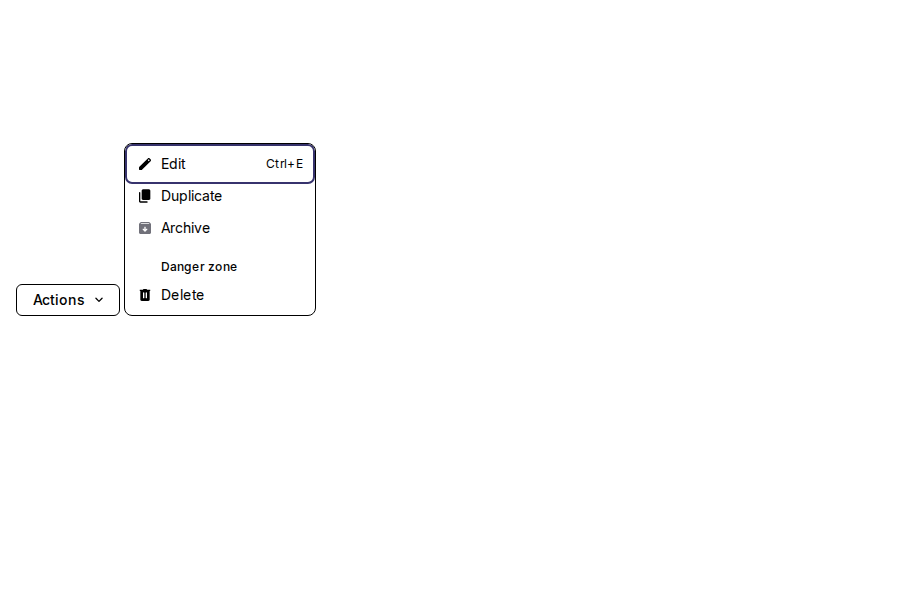 Edit Ctrl+E
Duplicate
Archive
Danger zone
Delete
Actions